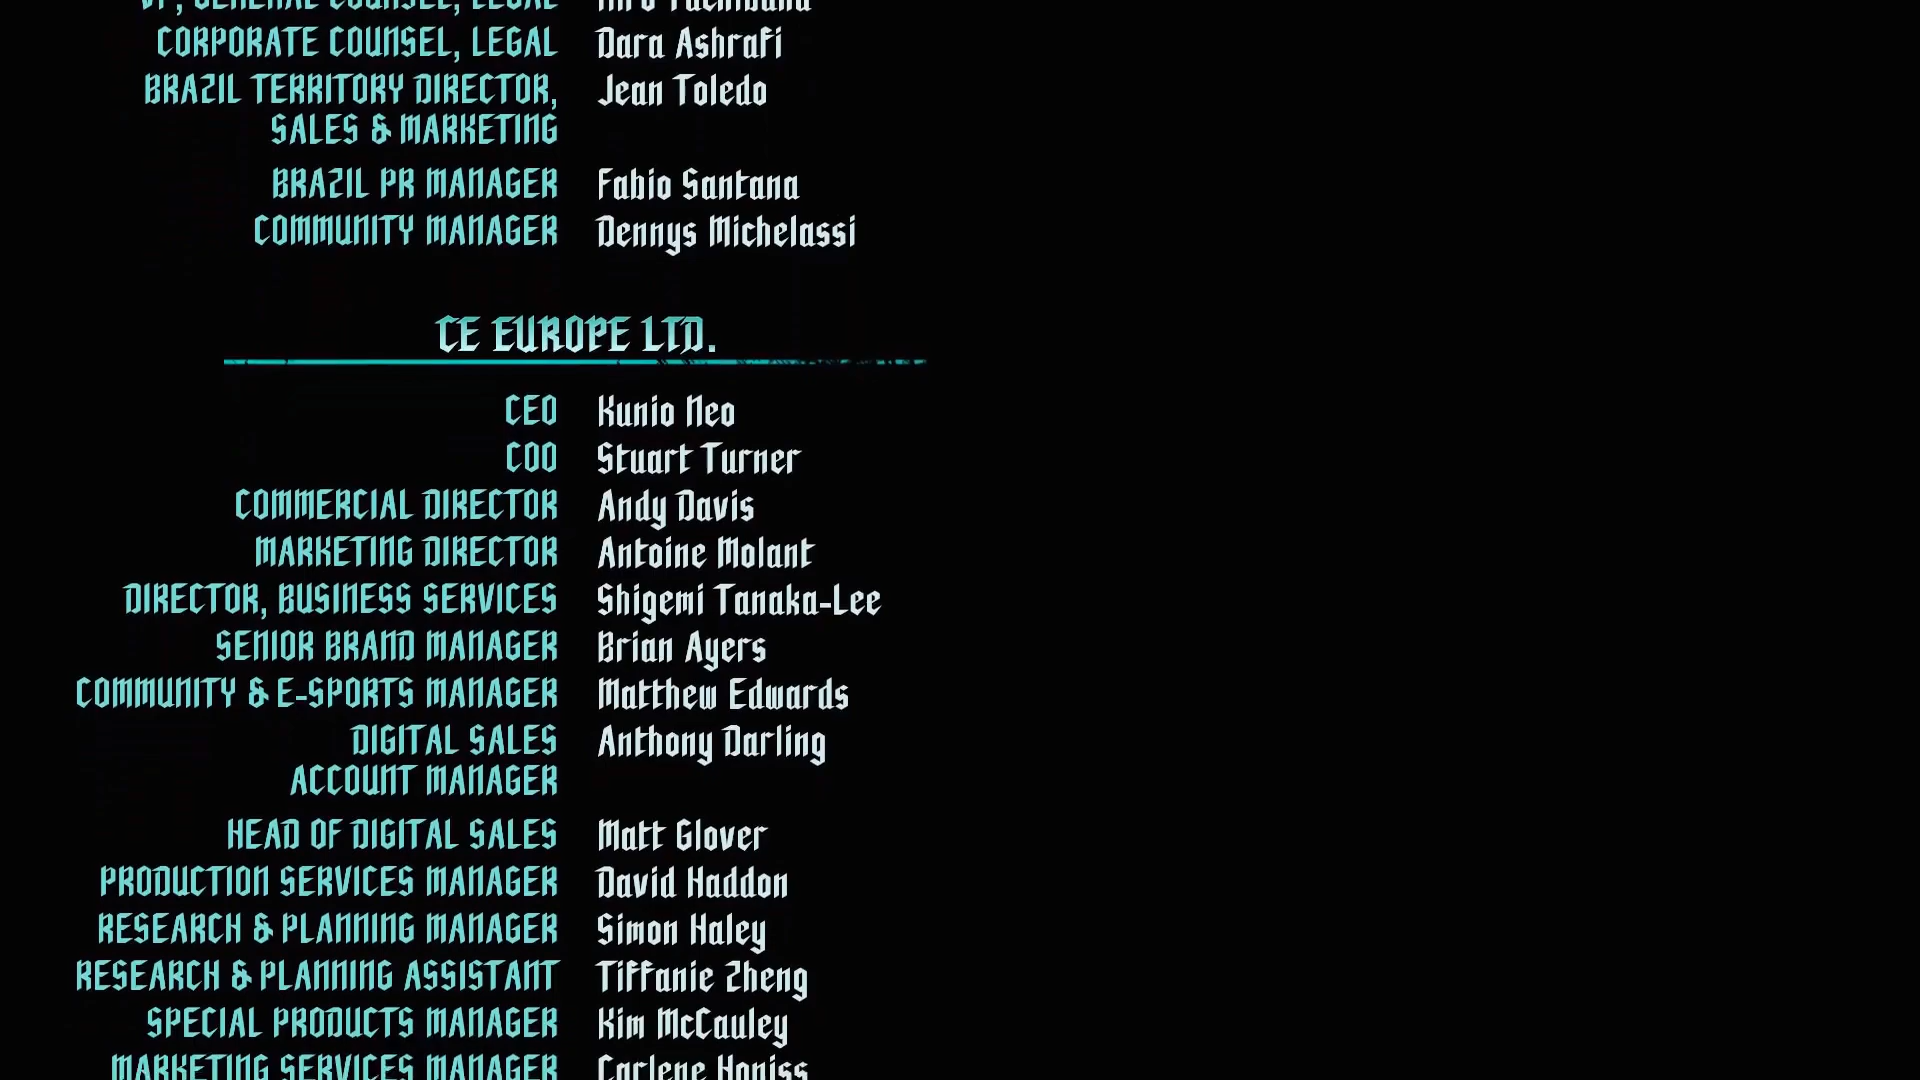 VP, GENERAL COUNSEL, LEGAL
CORPORATE COUNSEL, LEGAL Dara Ashrafi
BRAZIL TERRITORY DIRECTOR, Jean Toledo
SALES & MARKETING
BRAZIL PR MANAGER Fabio Santana
COMMUNITY MANAGER Dennys Michelassi
CE EUROPE LTD.
CEO Kunio Neo
COO Stuart Turner
COMMERCIAL DIRECTOR Andy Davis
MARKETING DIRECTOR Antoine Molant
DIRECTOR, BUSINESS SERVICES Shigemi Tanaka-Lee
SENIOR BRAND MANAGER Brian Ayers
COMMUNITY & E-SPORTS MANAGER Matthew Edwards
DIGITAL SALES Anthony Darling
ACCOUNT MANAGER
HEAD OF DIGITAL SALES Matt Glover
PRODUCTION SERVICES MANAGER David Haddon
RESEARCH & PLANNING MANAGER Simon Haley
RESEARCH & PLANNING ASSISTANT Tiffanie Zheng
SPECIAL PRODUCTS MANAGER Kim McCauley
MARKETING SERVICES MANAGER Carlene Honiss